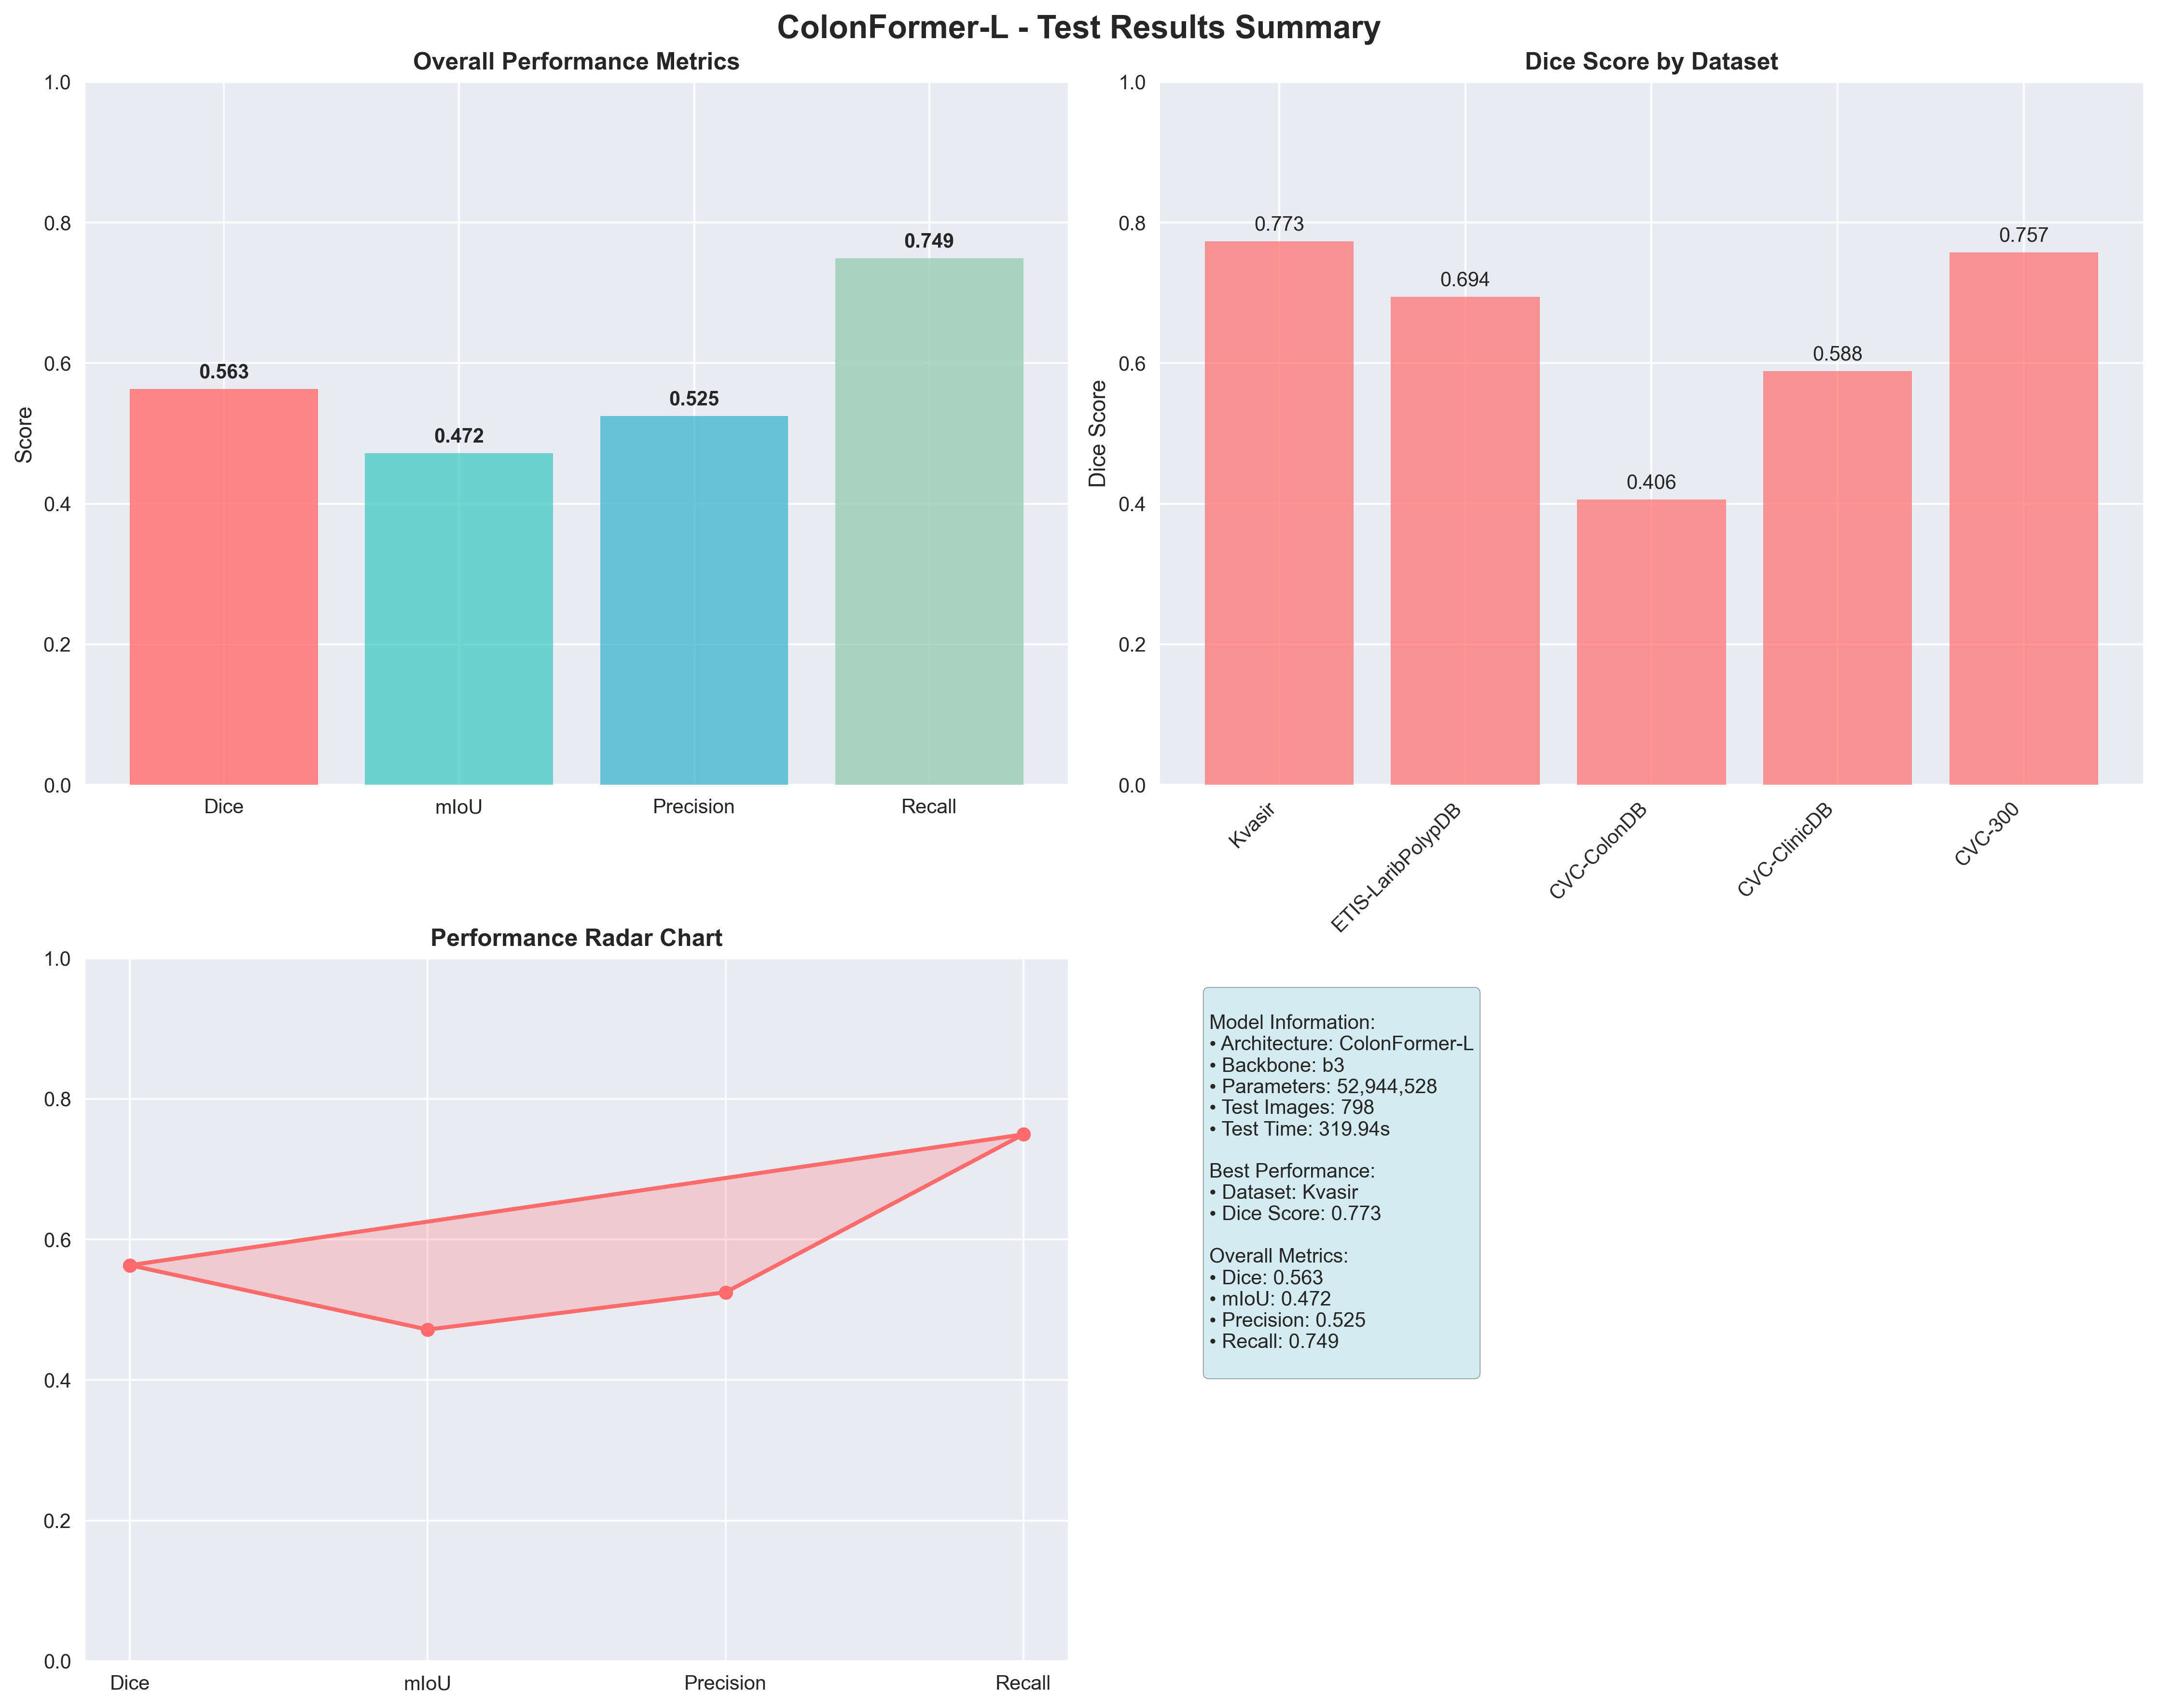 ColonFormer-L - Test Results Summary
Overall Performance Metrics
1.0
0.8
0.6
0.4
0.2
0.0
Score
0.563
0.472
0.525
0.749
Dice
mIoU
Precision
Recall
Dice Score by Dataset
1.0
0.8
0.6
0.4
0.2
0.0
Dice Score
0.773
0.694
0.406
0.588
0.757
Kvasir
ETIS-LaribPolypDB
CVC-ColonDB
CVC-ClinicDB
CVC-300
Performance Radar Chart
1.0
0.8
0.6
0.4
0.2
0.0
Dice
mIoU
Precision
Recall
Model Information:
• Architecture: ColonFormer-L
• Backbone: b3
• Parameters: 52,944,528
• Test Images: 798
• Test Time: 319.94s
Best Performance:
• Dataset: Kvasir
• Dice Score: 0.773
Overall Metrics:
• Dice: 0.563
• mIoU: 0.472
• Precision: 0.525
• Recall: 0.749